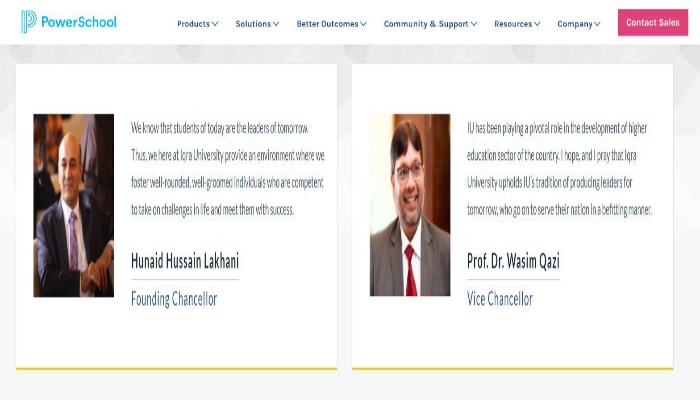 PowerSchool
Products Solutions Better Outcomes Community & Support Resources Company Contact Sales
We know that students of today are the leaders of tomorrow.
Thus, we here at Iqra University provide an environment where we
foster well-rounded, well-groomed individuals who are competent
to take on challenges in life and meet them with success.
Hunaid Hussain Lakhani
Founding Chancellor
IU has been playing a pivotal role in the development of higher
education sector of the country. I hope, and I pray that Iqra
University upholds IU's tradition of producing leaders for
tomorrow, who go on to serve their nation in a befitting manner.
Prof. Dr. Wasim Qazi
Vice Chancellor